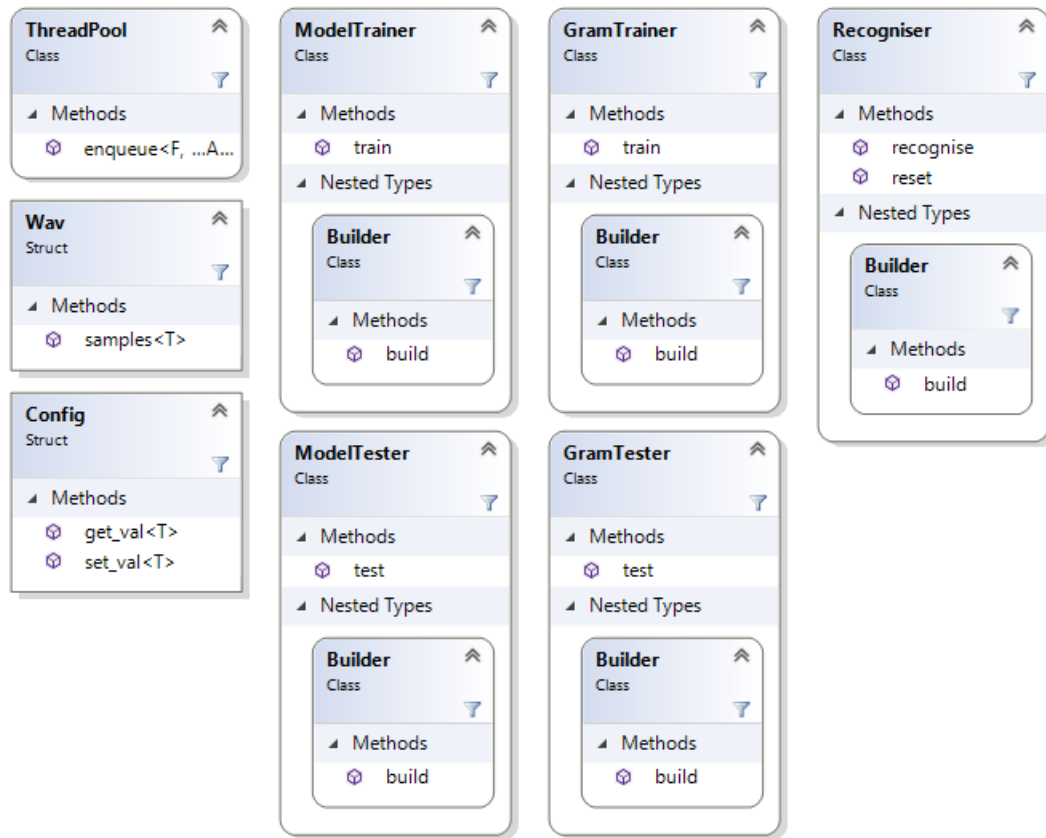 ThreadPool
Class
Methods
enqueue<F, ...A...
Wav
Struct
Methods
samples<T>
Config
Struct
Methods
get_val<T>
set_val<T>
ModelTrainer
Class
Methods
train
Nested Types
Builder
Class
Methods
build
ModelTester
Class
Methods
test
Nested Types
Builder
Class
Methods
build
GramTrainer
Class
Methods
train
Nested Types
Builder
Class
Methods
build
GramTester
Class
Methods
test
Nested Types
Builder
Class
Methods
build
Recogniser
Class
Methods
recognise
reset
Nested Types
Builder
Class
Methods
build